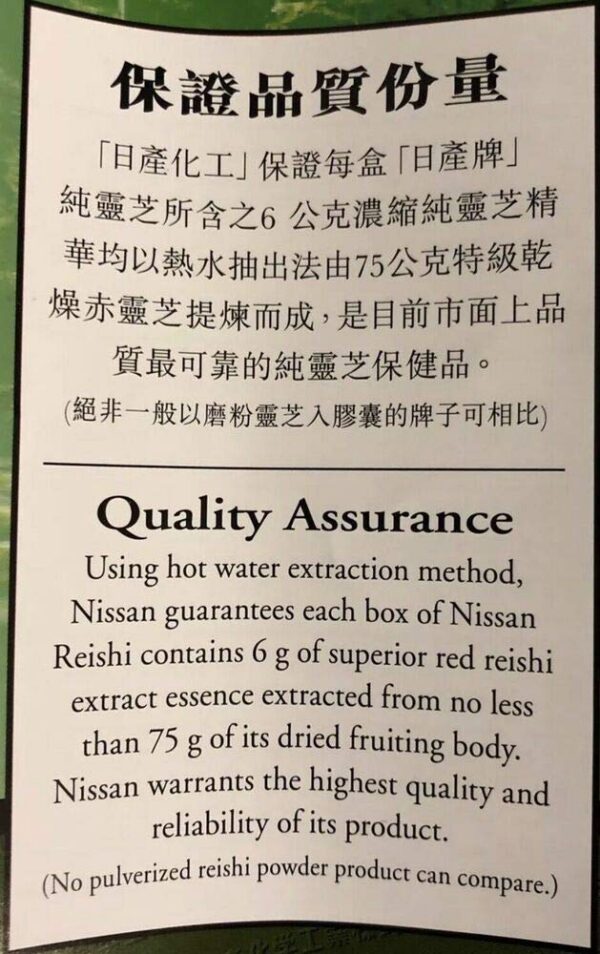 保證品質份量
「日產化工」保證每盒「日產牌」
純靈芝所含之6 公克濃縮純靈芝精
華均以熱水抽出法由75公克特級乾
燥赤靈芝提煉而成，是目前市面上品
質最可靠的純靈芝保健品。
(絕非一般以磨粉靈芝入膠囊的牌子可相比)
Quality Assurance
Using hot water extraction method,
Nissan guarantees each box of Nissan
Reishi contains 6 g of superior red reishi
extract essence extracted from no less
than 75 g of its dried fruiting body.
Nissan warrants the highest quality and
reliability of its product.
(No pulverized reishi powder product can compare.)